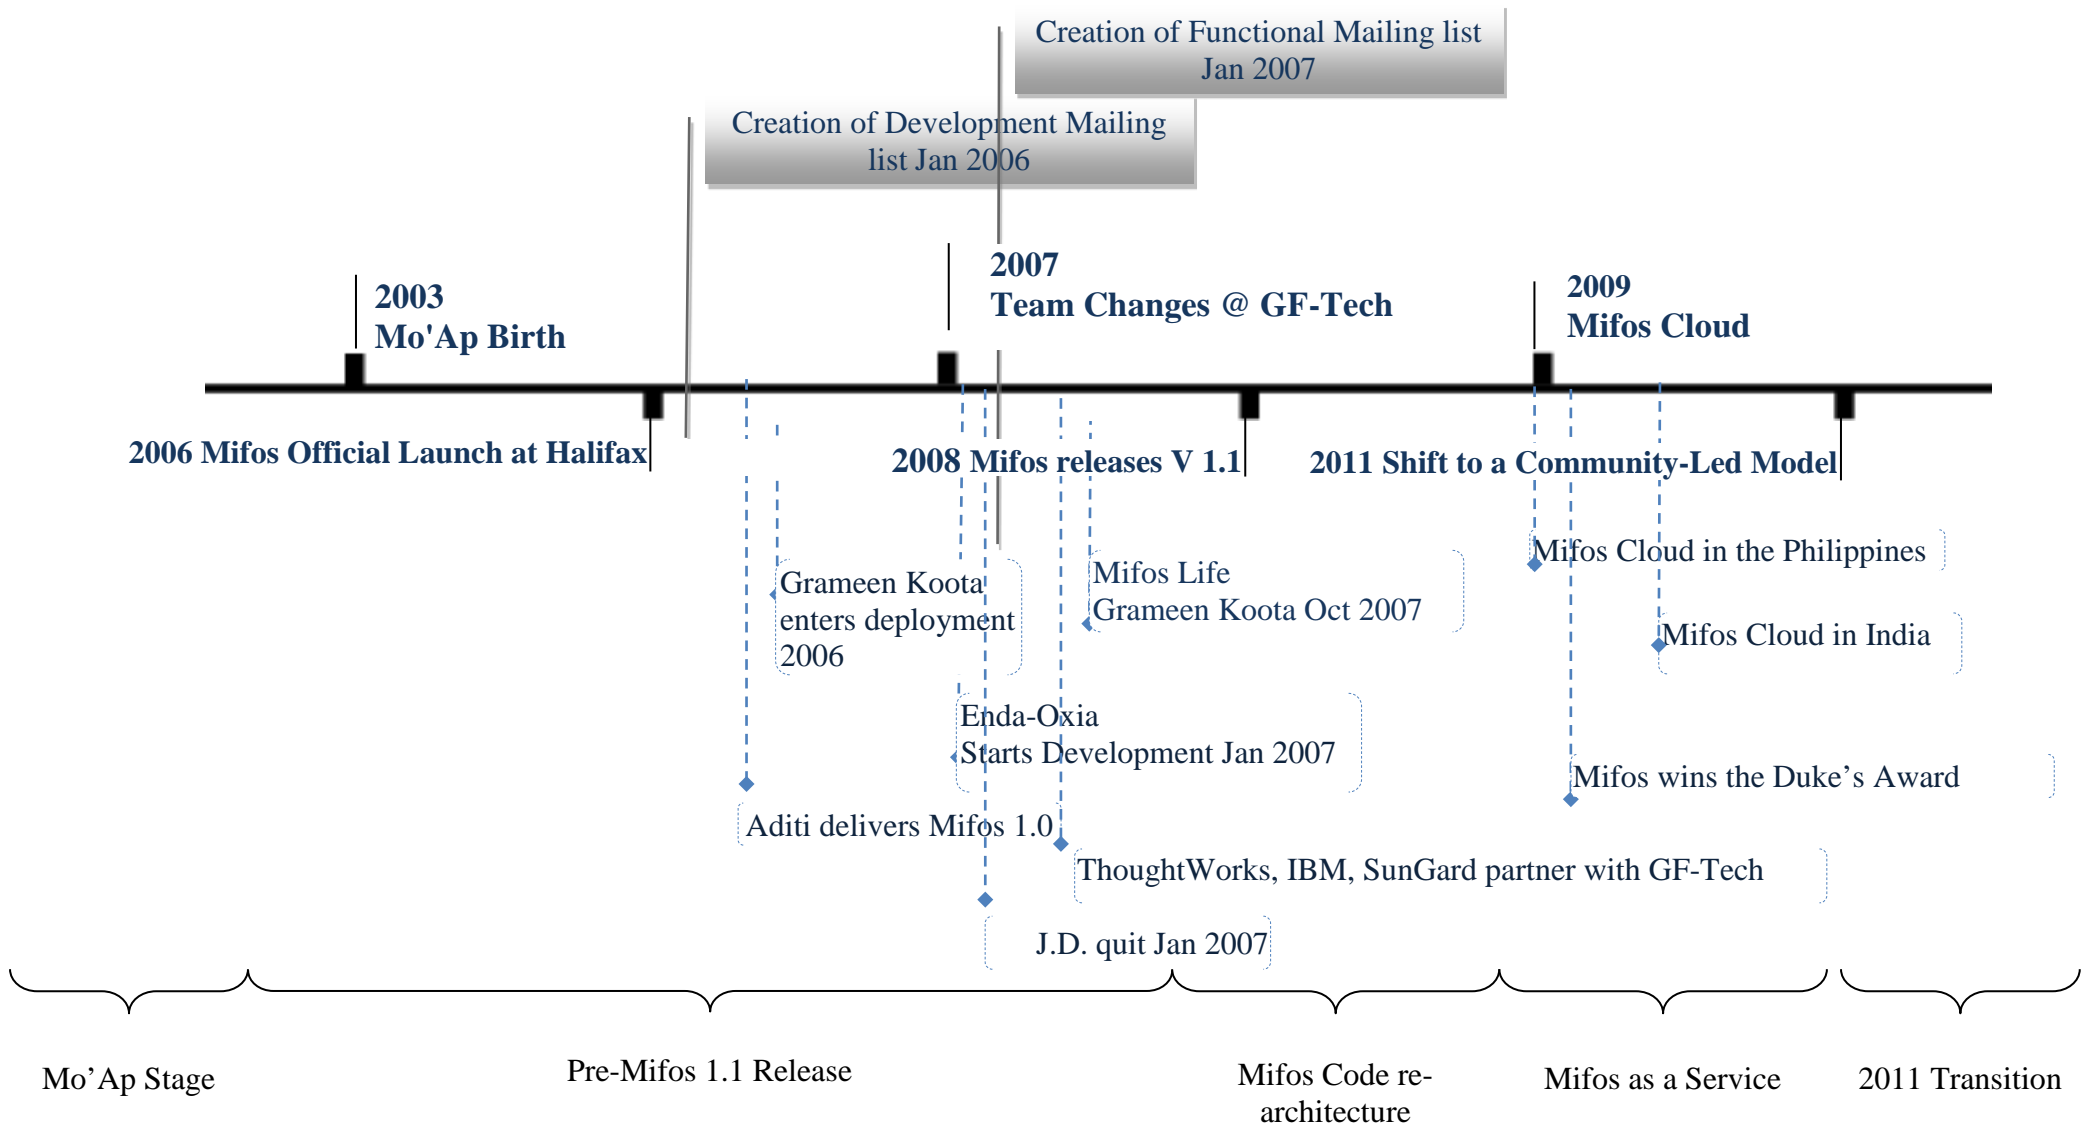 Creation of Functional Mailing list
Jan 2007
Creation of Development Mailing
list Jan 2006
2003
Mo'Ap Birth
2007
Team Changes @ GF-Tech
2009
Mifos Cloud
2006 Mifos Official Launch at Halifax
2008 Mifos releases V 1.1
2011 Shift to a Community-Led Model
Grameen Koota
enters deployment
2006
Mifos Life
Grameen Koota Oct 2007
Mifos Cloud in the Philippines
Mifos Cloud in India
Enda-Oxia
Starts Development Jan 2007
Mifos wins the Duke’s Award
Aditi delivers Mifos 1.0
ThoughtWorks, IBM, SunGard partner with GF-Tech
J.D. quit Jan 2007
Mo’Ap Stage
Pre-Mifos 1.1 Release
Mifos Code re-
architecture
Mifos as a Service
2011 Transition